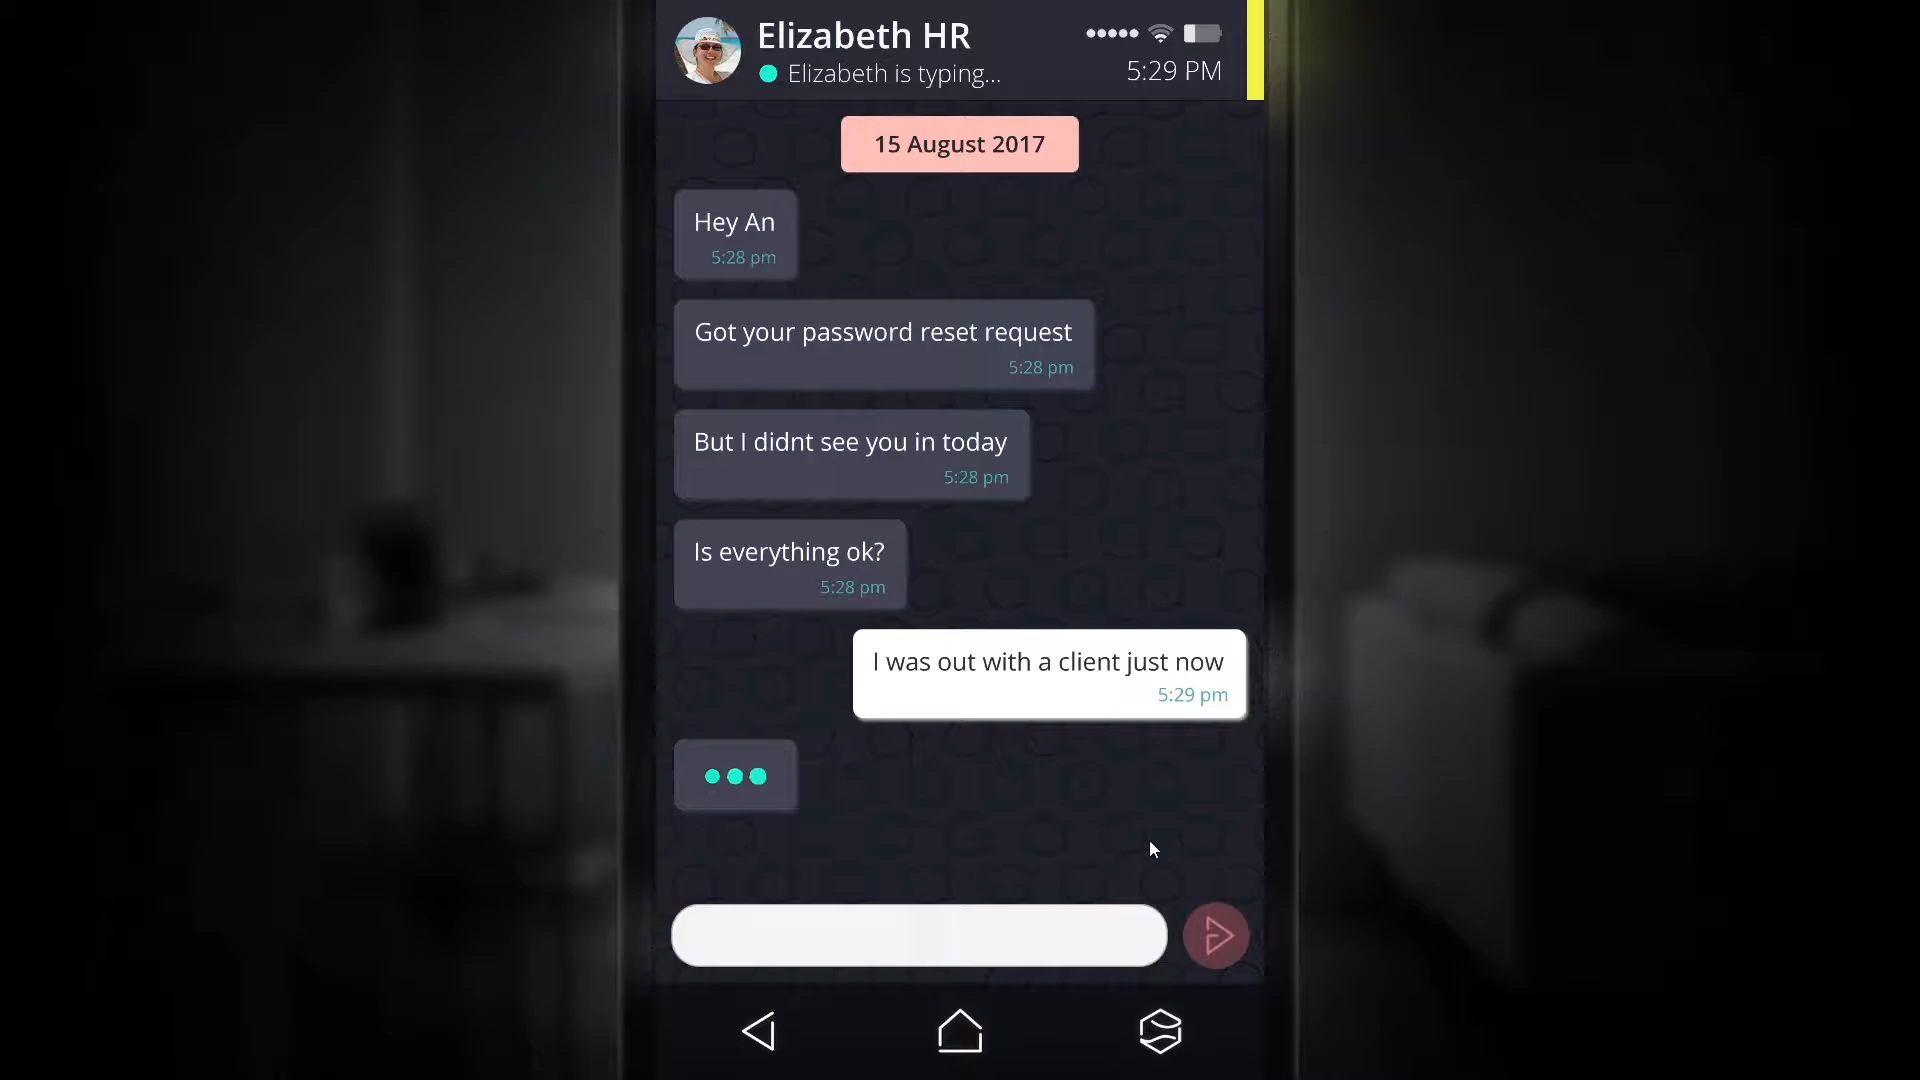 Elizabeth HR
Elizabeth is typing...
5:29 PM
15 August 2017
Hey An
5:28 pm
Got your password reset request
5:28 pm
But I didnt see you in today
5:28 pm
Is everything ok?
5:28 pm
I was out with a client just now
5:29 pm